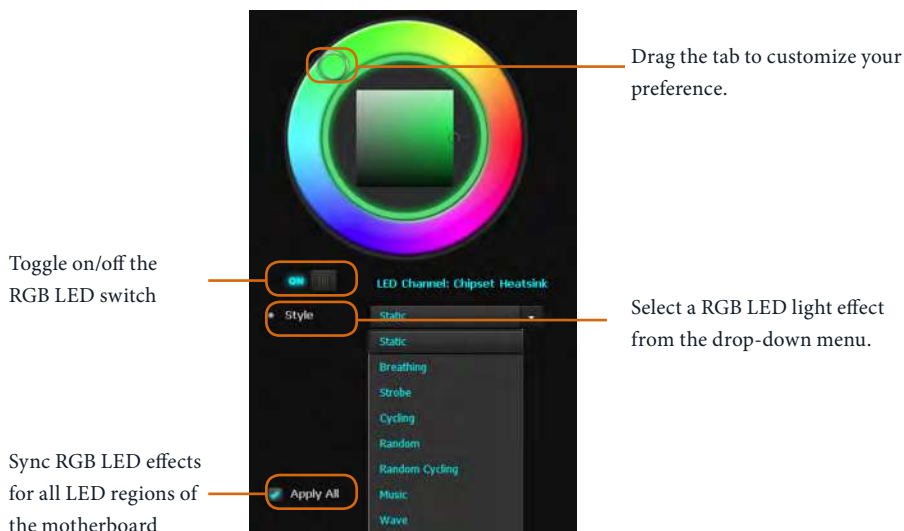 Drag the tab to customize your
preference.
Toggle on/off the
RGB LED switch
ON
LED Channel: Chipset Heatsink
Style
Static
Select a RGB LED light effect
from the drop-down menu.
Static
Breathing
Strobe
Cycling
Random
Random Cycling
Music
Wave
Sync RGB LED effects
for all LED regions of
the motherboard
Apply All